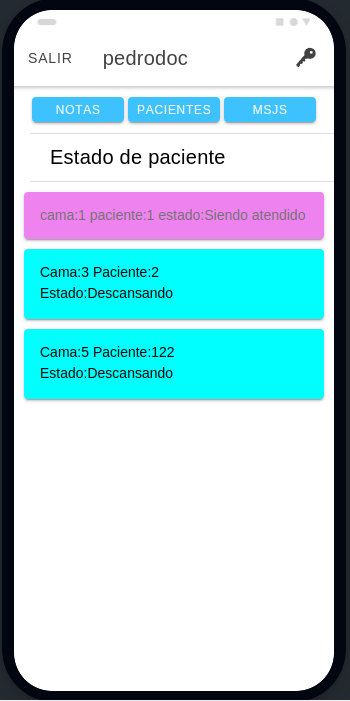 SALIR pedrodoc
NOTAS PACIENTES MSJS
Estado de paciente
cama:1 paciente:1 estado:Siendo atendido
Cama:3 Paciente:2
Estado:Descansando
Cama:5 Paciente:122
Estado:Descansando